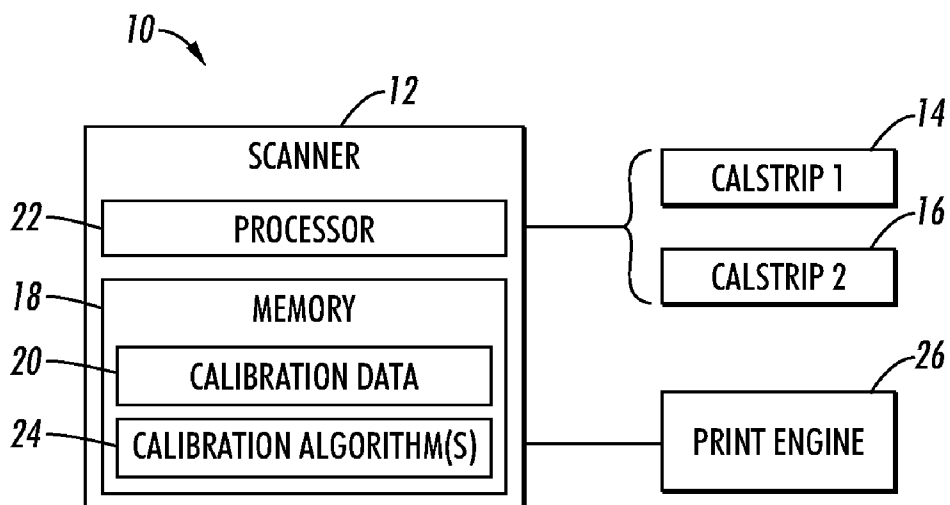 10
12
SCANNER
22
PROCESSOR
18
MEMORY
20
CALIBRATION DATA
24
CALIBRATION ALGORITHM(S)
14
CALSTRIP 1
16
CALSTRIP 2
26
PRINT ENGINE